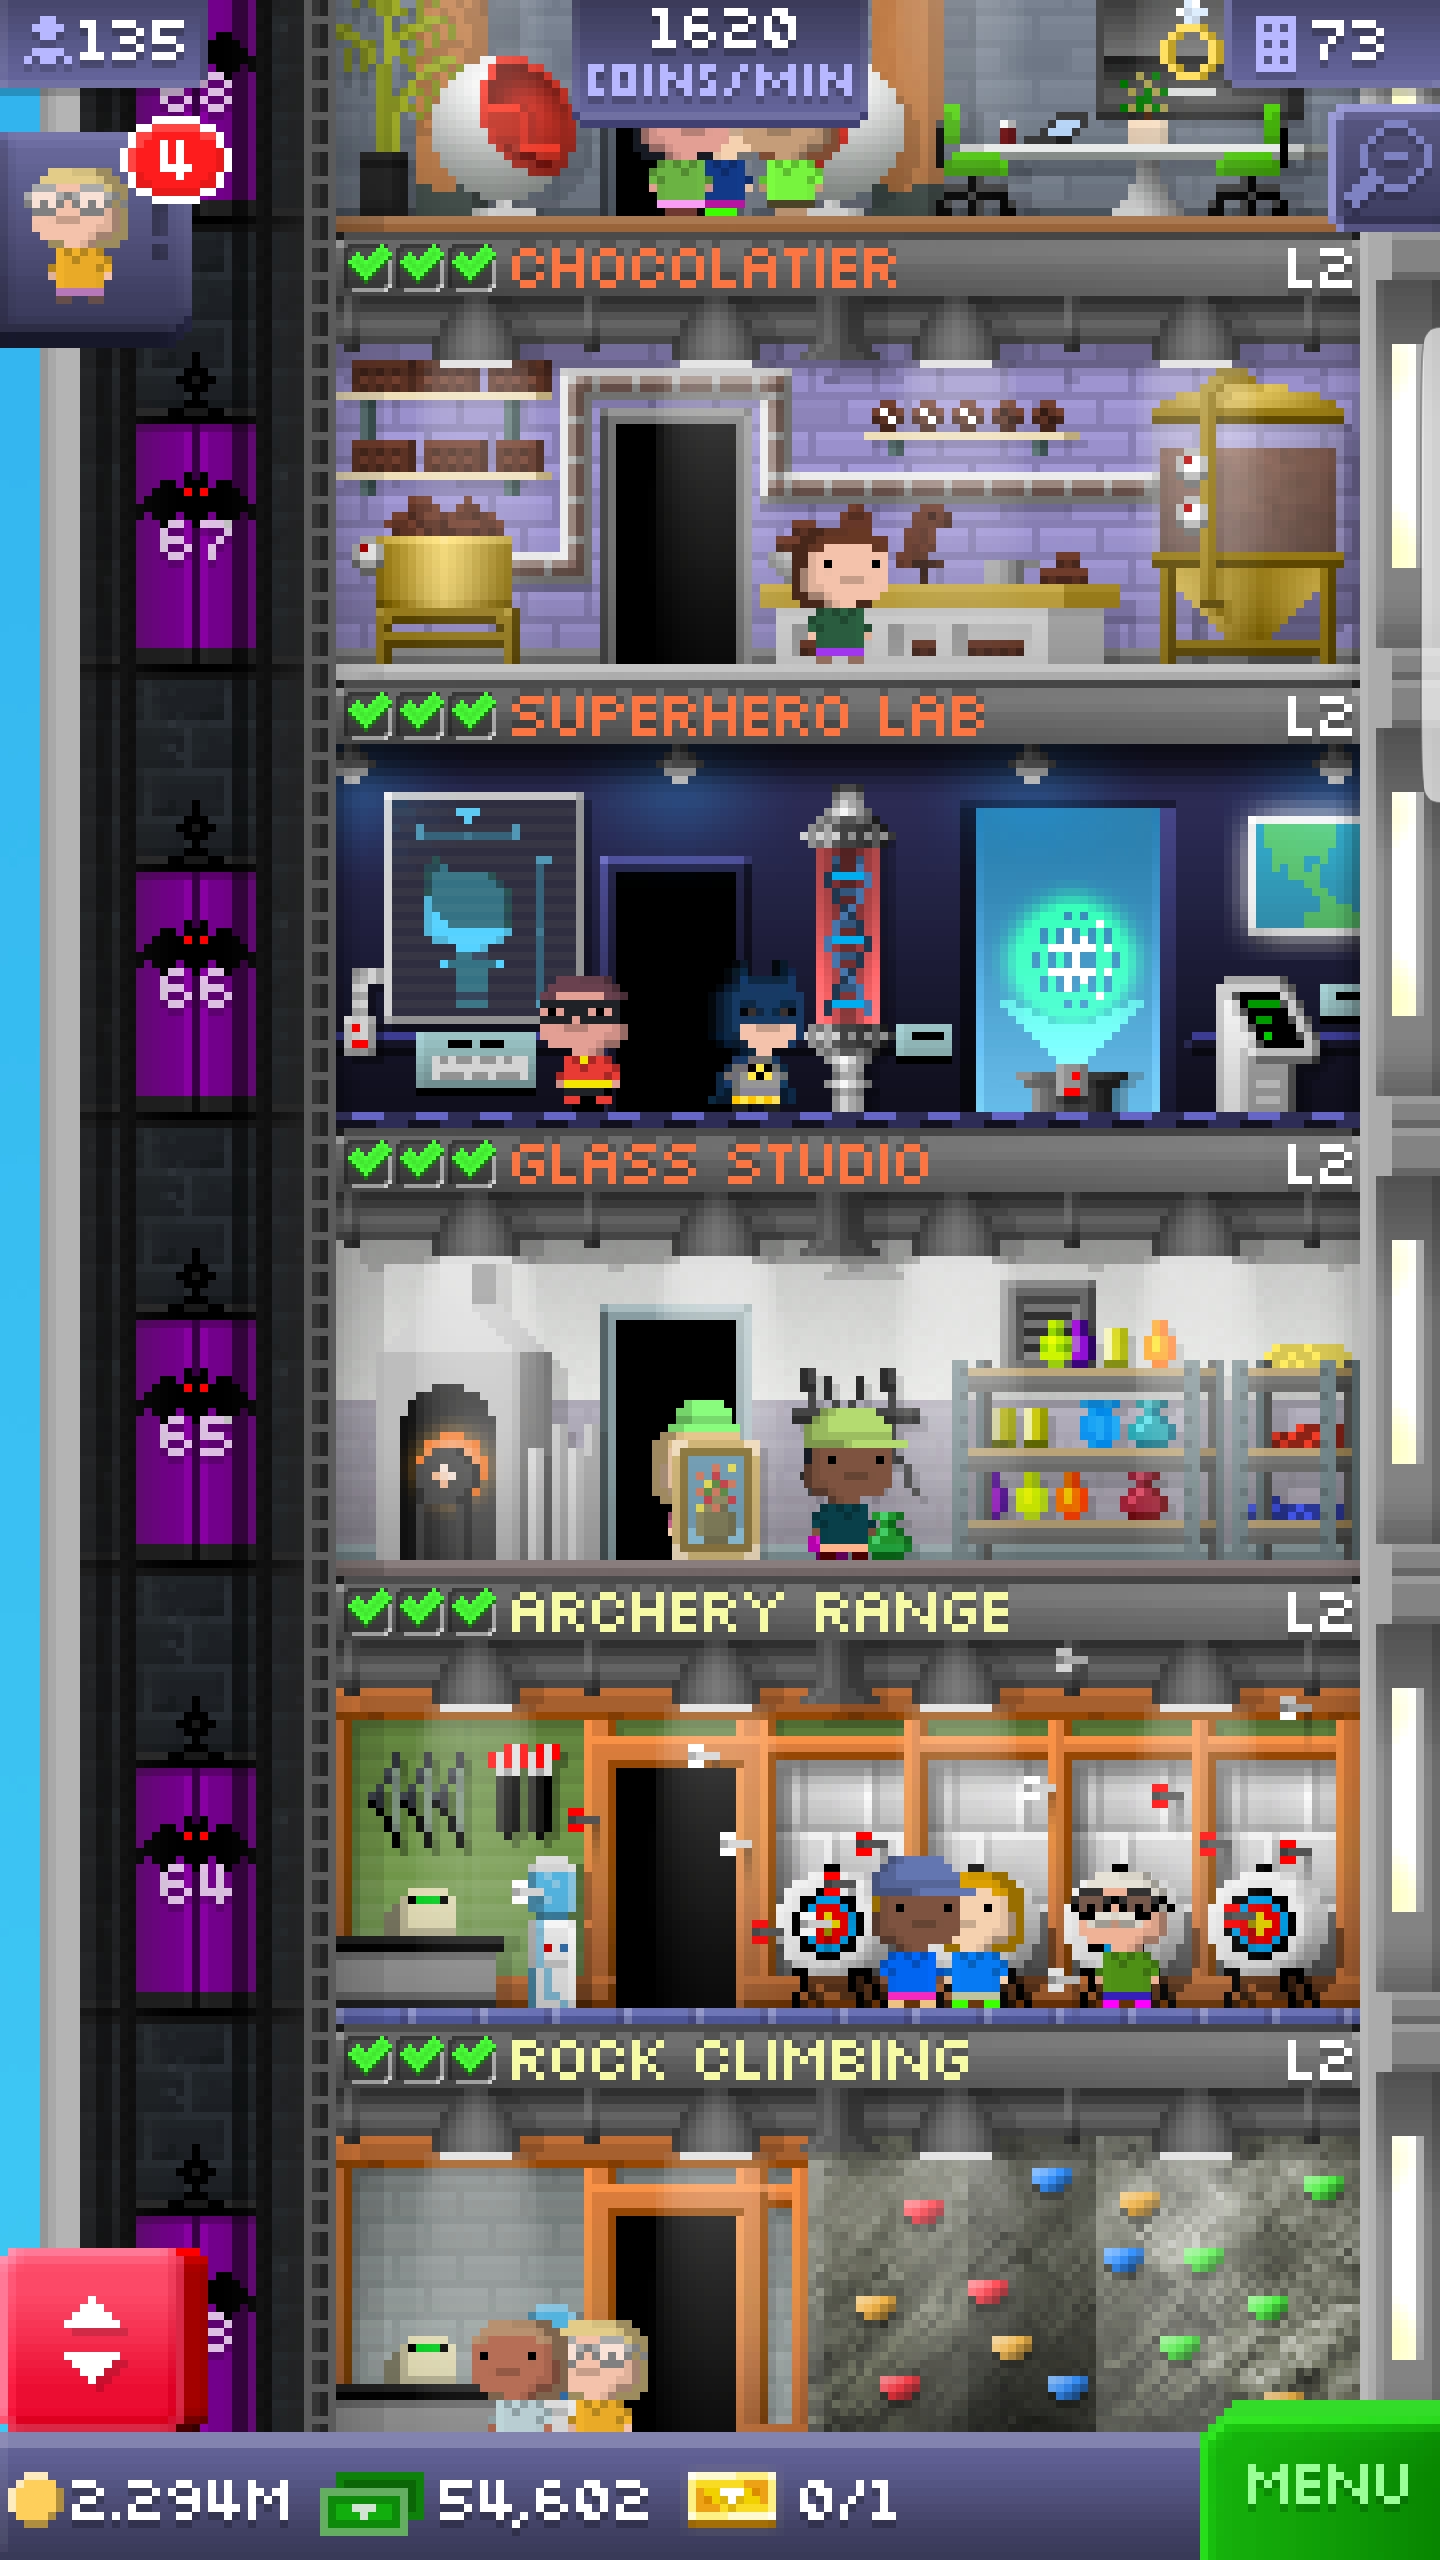 135
1620
COINS/MIN
73
68
4
CHOCOLATIER L2
67
SUPERHERO LAB L2
66
GLASS STUDIO L2
65
ARCHERY RANGE L2
64
ROCK CLIMBING L2
2.294M 54,602 0/1
MENU